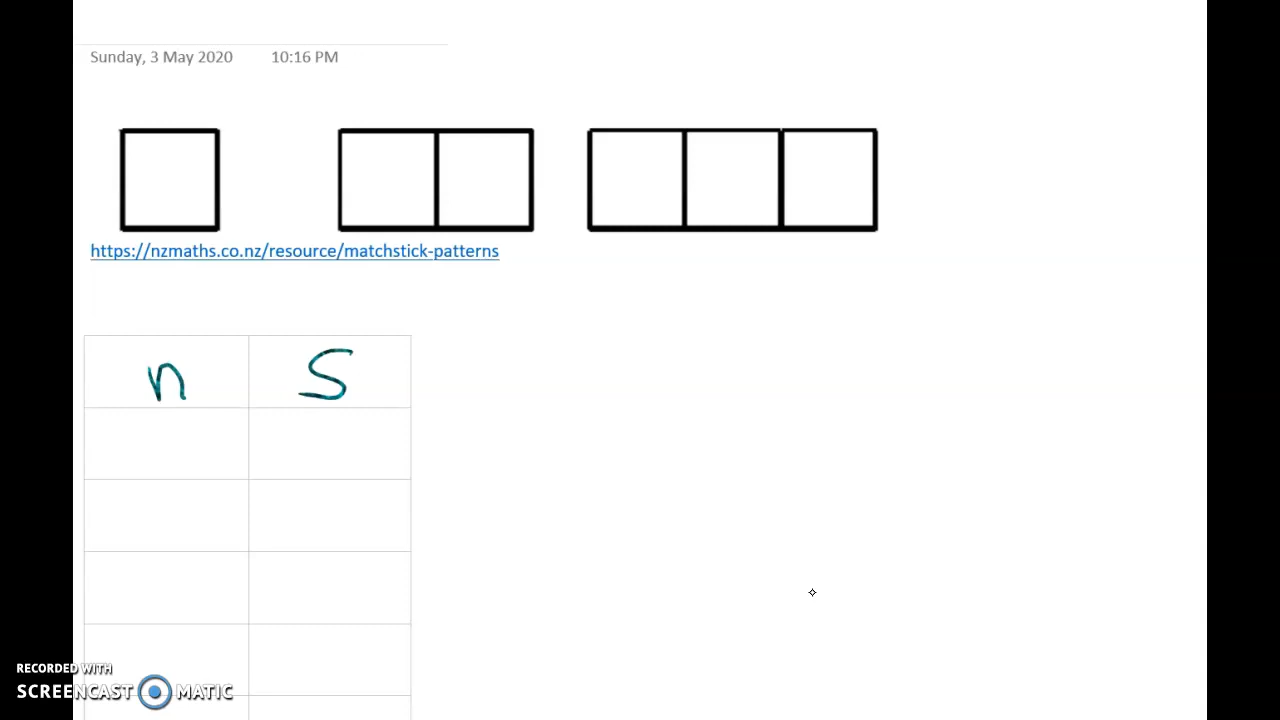 Sunday, 3 May 2020 10:16 PM
https://nzmaths.co.nz/resource/matchstick-patterns
n S
RECORDED WITH
SCREENCAST MATIC